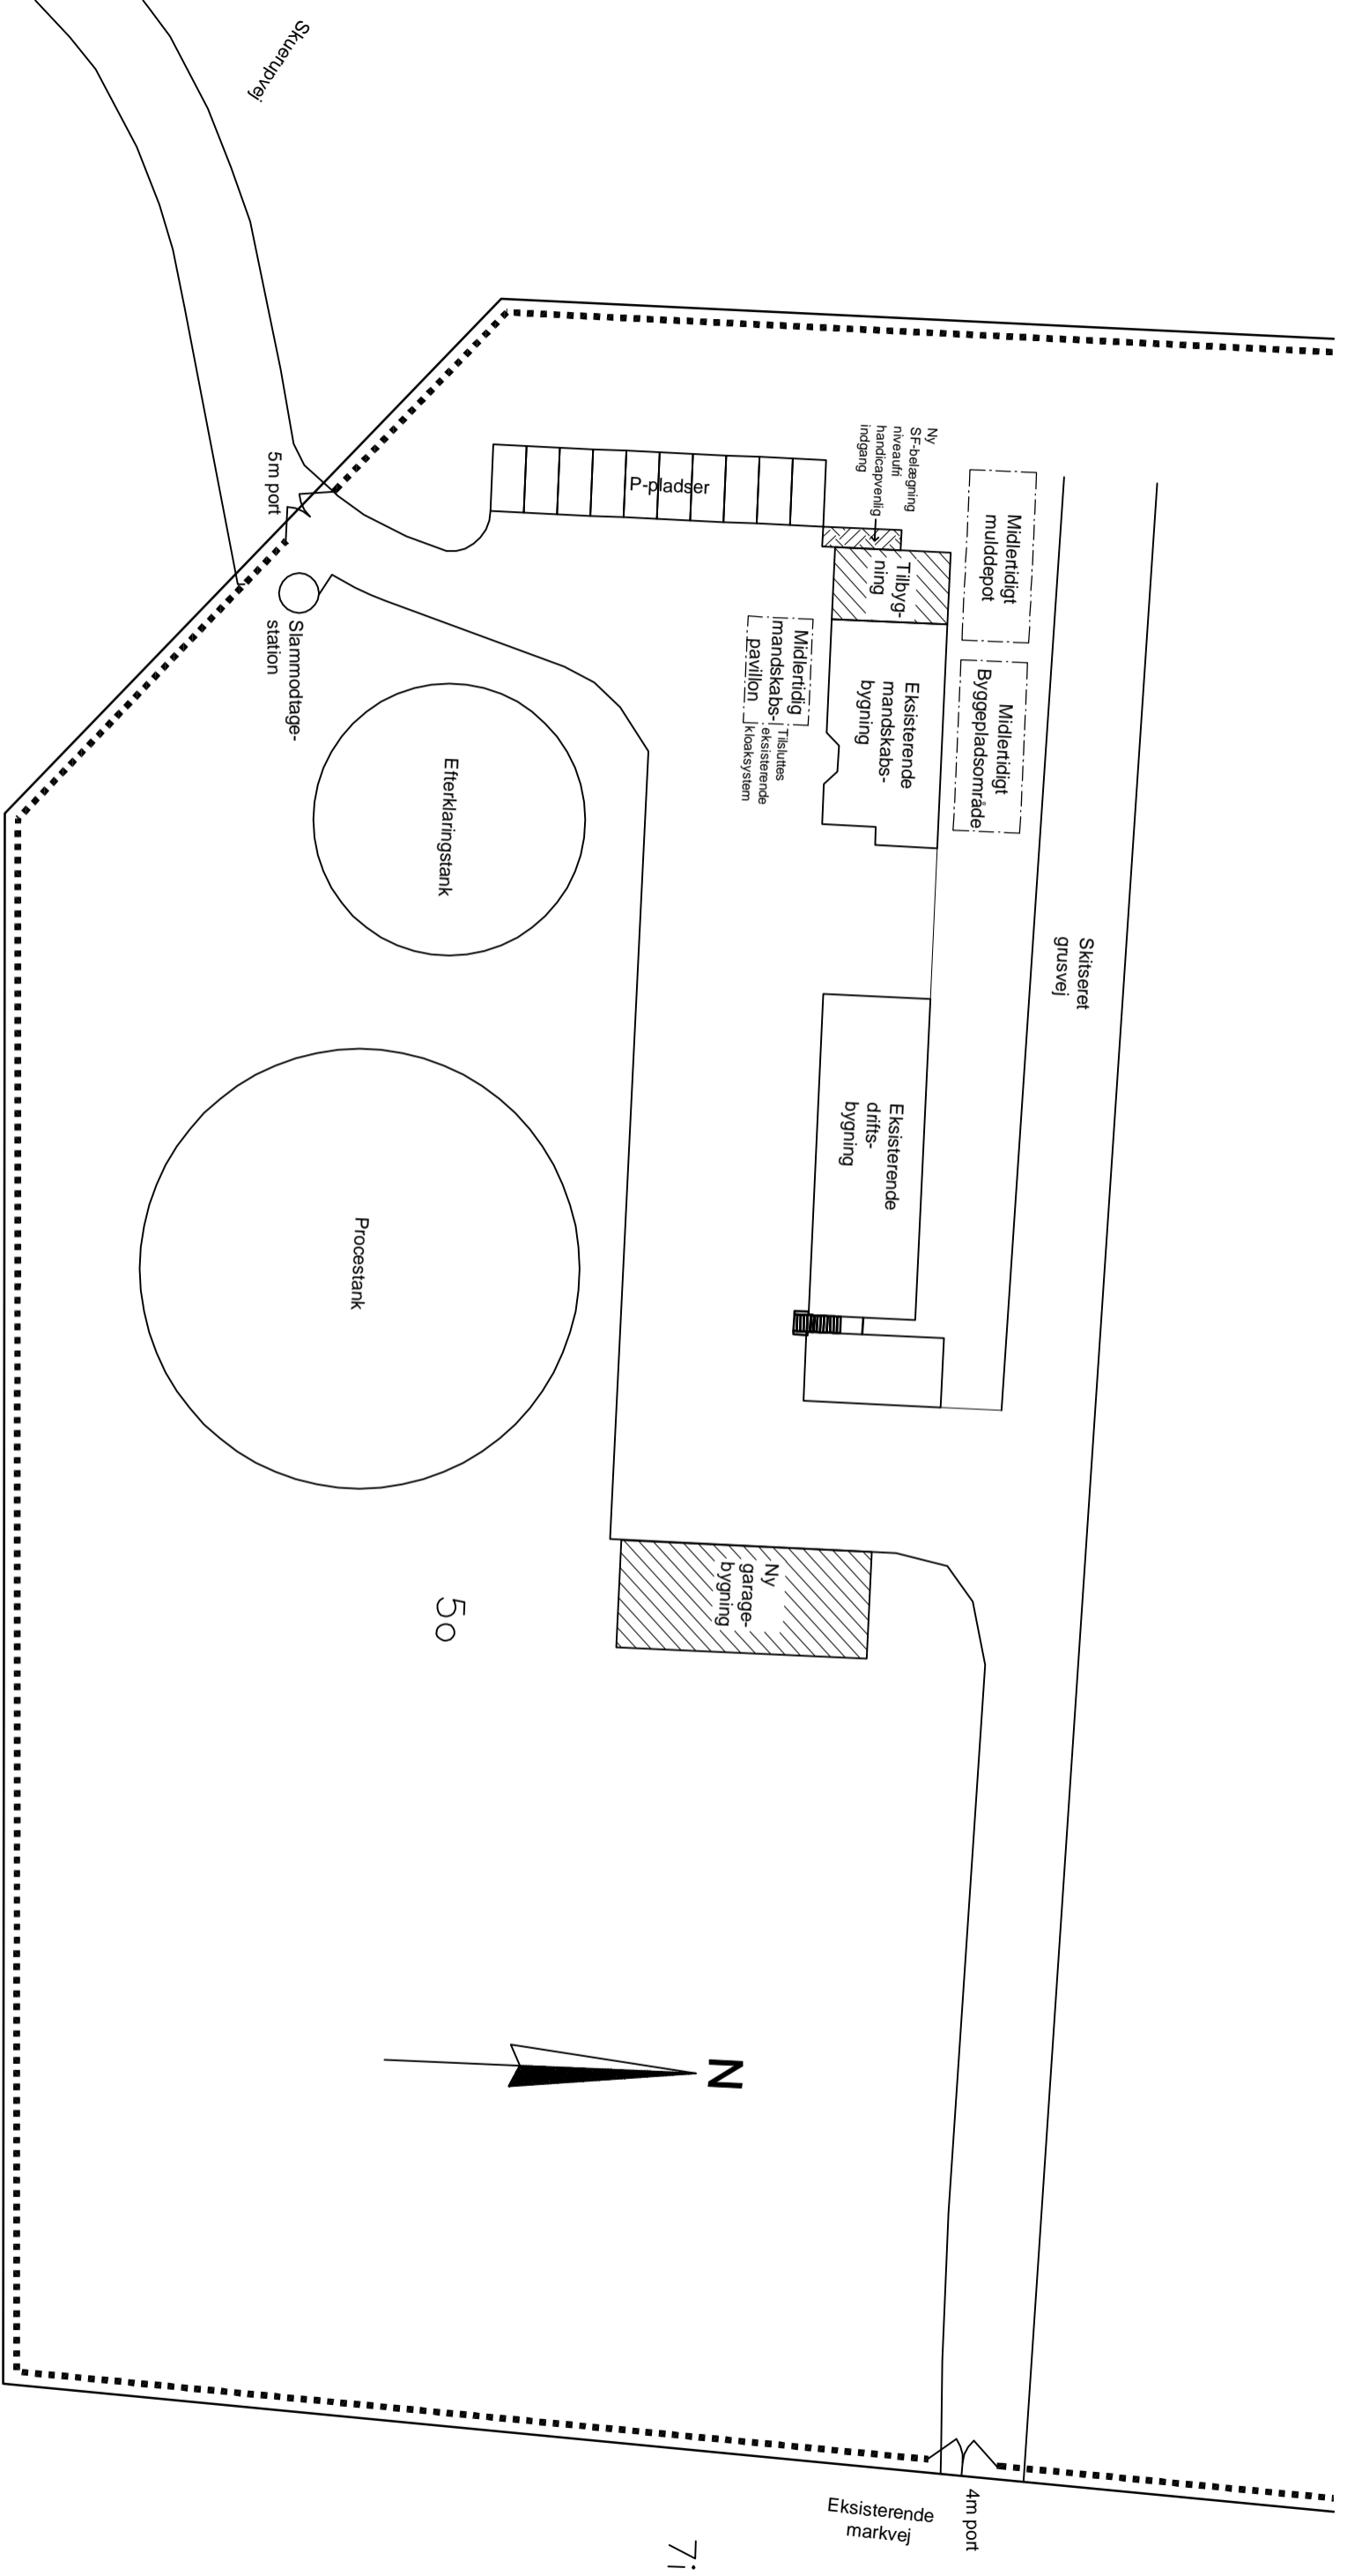 Skuerupvej
5m port
Slammodtage-
station
P-pladser
Ny
SF-belægning
niveaufri
handicapvenlig
indgang
Tilbyg-
ning
Midlertidigt
mulddepot
Midlertidigt
Byggepladsområde
Eksisterende
mandskabs-
bygning
Midlertidig
mandskabs-
pavillon
Tilsluttes
eksisterende
kloaksystem
Efterklaringstank
Skitseret
grusvej
Eksisterende
drifts-
bygning
Procestank
Ny
garage-
bygning
5o
N
4m port
Eksisterende
markvej
7i